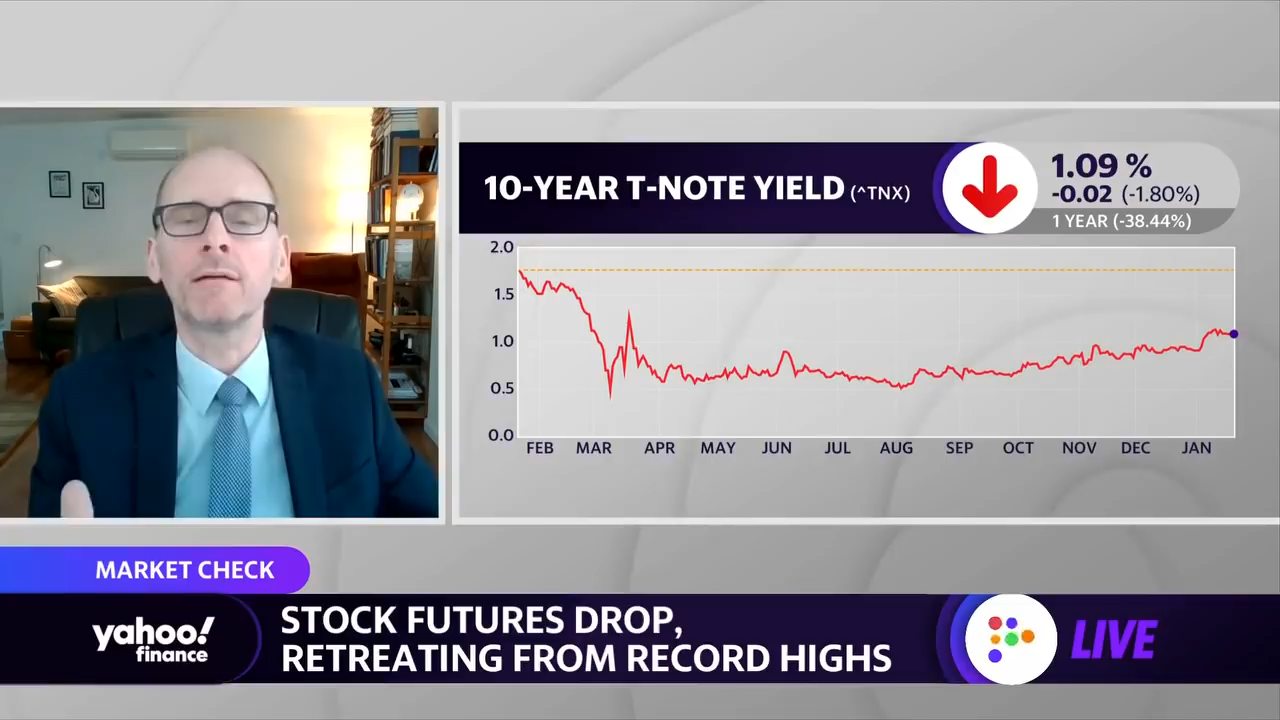 10-YEAR T-NOTE YIELD (^TNX)
1.09 %
-0.02 (-1.80%)
1 YEAR (-38.44%)
2.0
1.5
1.0
0.5
0.0
FEB MAR APR MAY JUN JUL AUG SEP OCT NOV DEC JAN
MARKET CHECK
yahoo!
finance
STOCK FUTURES DROP,
RETREATING FROM RECORD HIGHS
LIVE